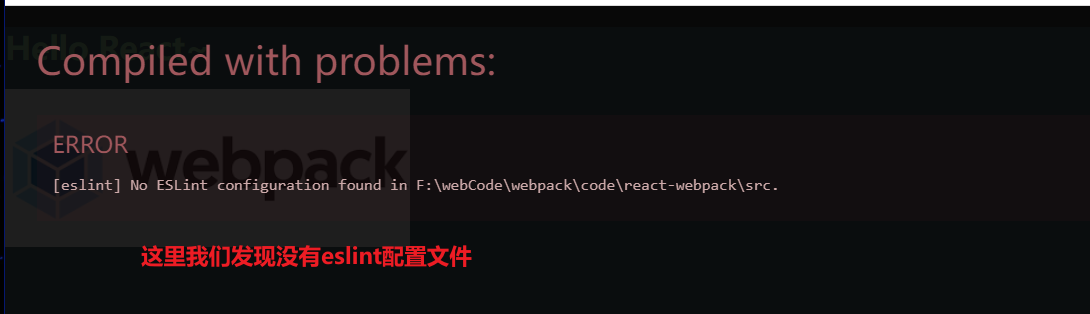 Hello React~
Compiled with problems:
ERROR
webpack
[eslint] No ESLint configuration found in F:\webCode\webpack\code\react-webpack\src.
这里我们发现没有eslint配置文件